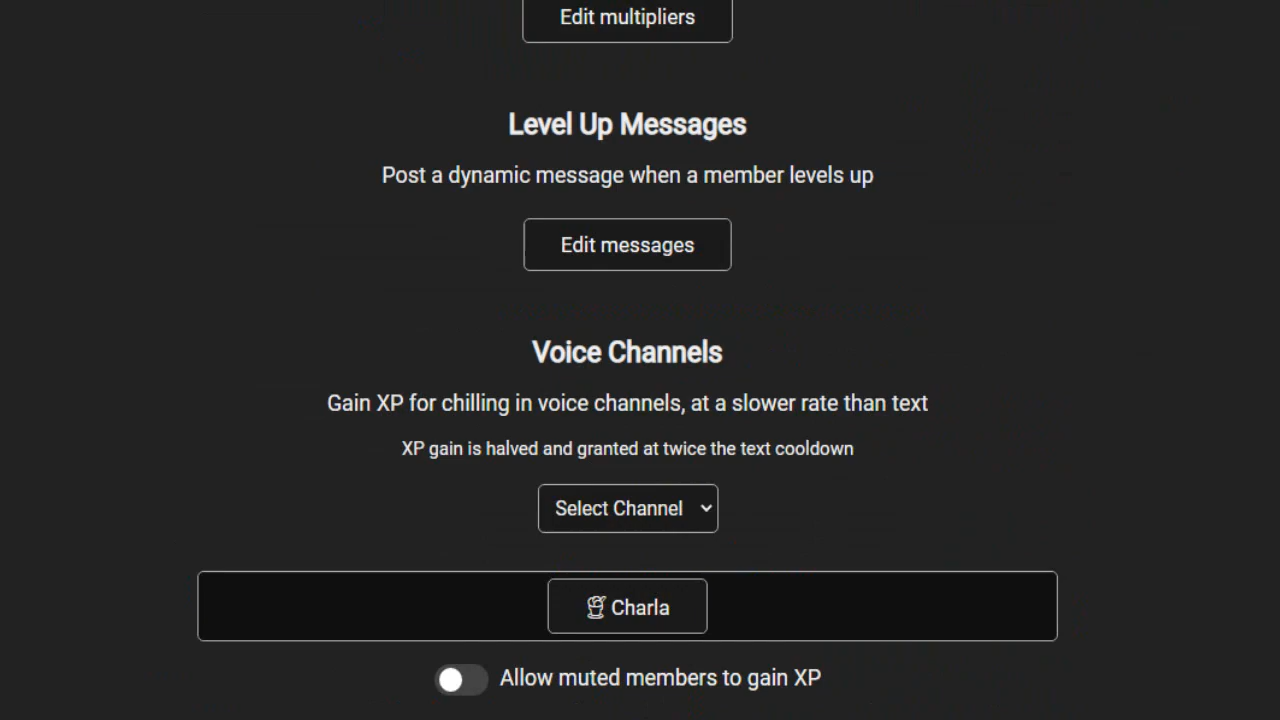 Edit multipliers
Level Up Messages
Post a dynamic message when a member levels up
Edit messages
Voice Channels
Gain XP for chilling in voice channels, at a slower rate than text
XP gain is halved and granted at twice the text cooldown
Select Channel
Charla
Allow muted members to gain XP